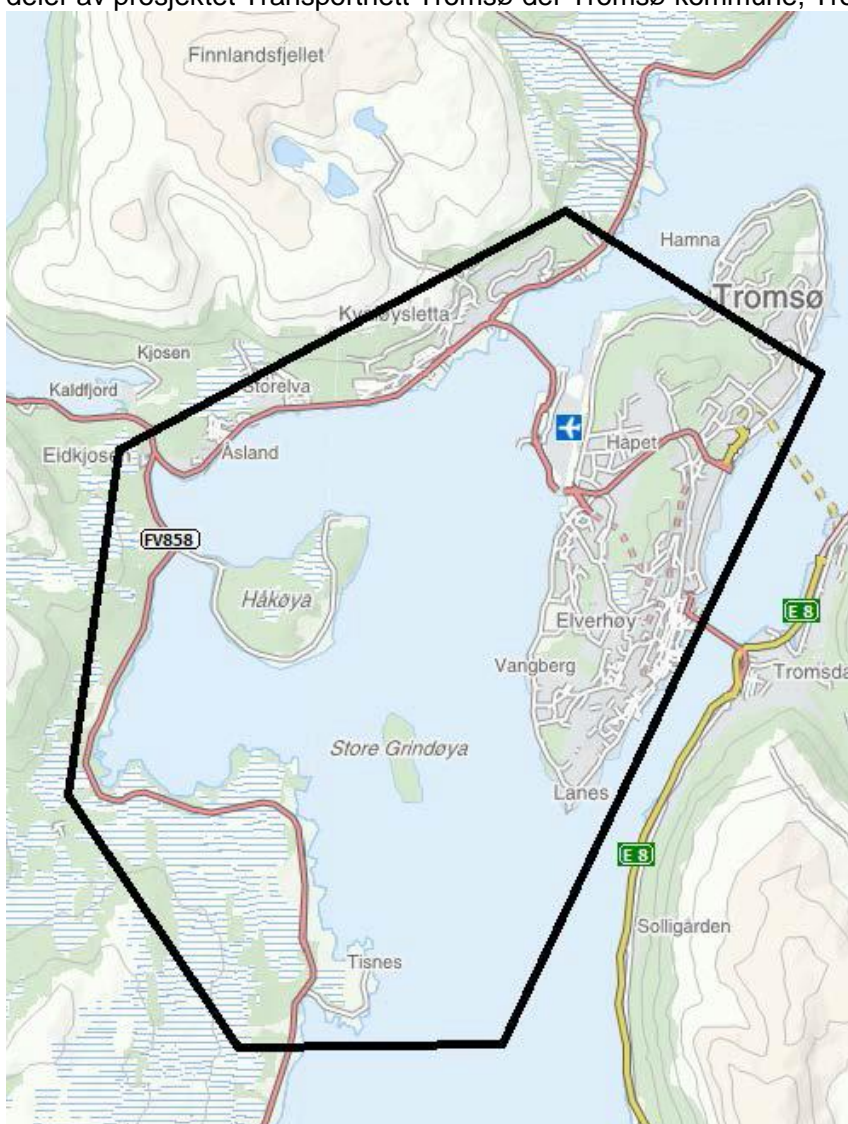 deler av prosjektet Transportnett Tromsø der Tromsø kommune, Tro
Finnlandsfjellet
Hamna
Tromsø
Kvaløysletta
Kjosen
Storelva
Kaldfjord
Håpet
Eidkjosen
Åsland
FV858
Håkøya
Elverhøy
E 8
Vangberg
Tromsda
Store Grindøya
Lanes
E 8
Solligården
Tisnes